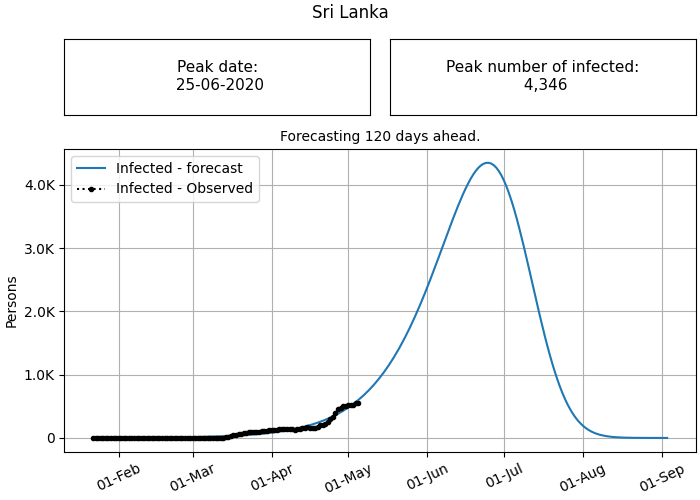 Sri Lanka
Peak date:
25-06-2020
Peak number of infected:
4,346
Forecasting 120 days ahead.
Infected - forecast
Infected - Observed
4.0K
3.0K
2.0K
1.0K
0
Persons
01-Feb
01-Mar
01-Apr
01-May
01-Jun
01-Jul
01-Aug
01-Sep